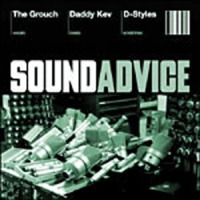 The Grouch Daddy Kev D-Styles
SOUNDADVICE